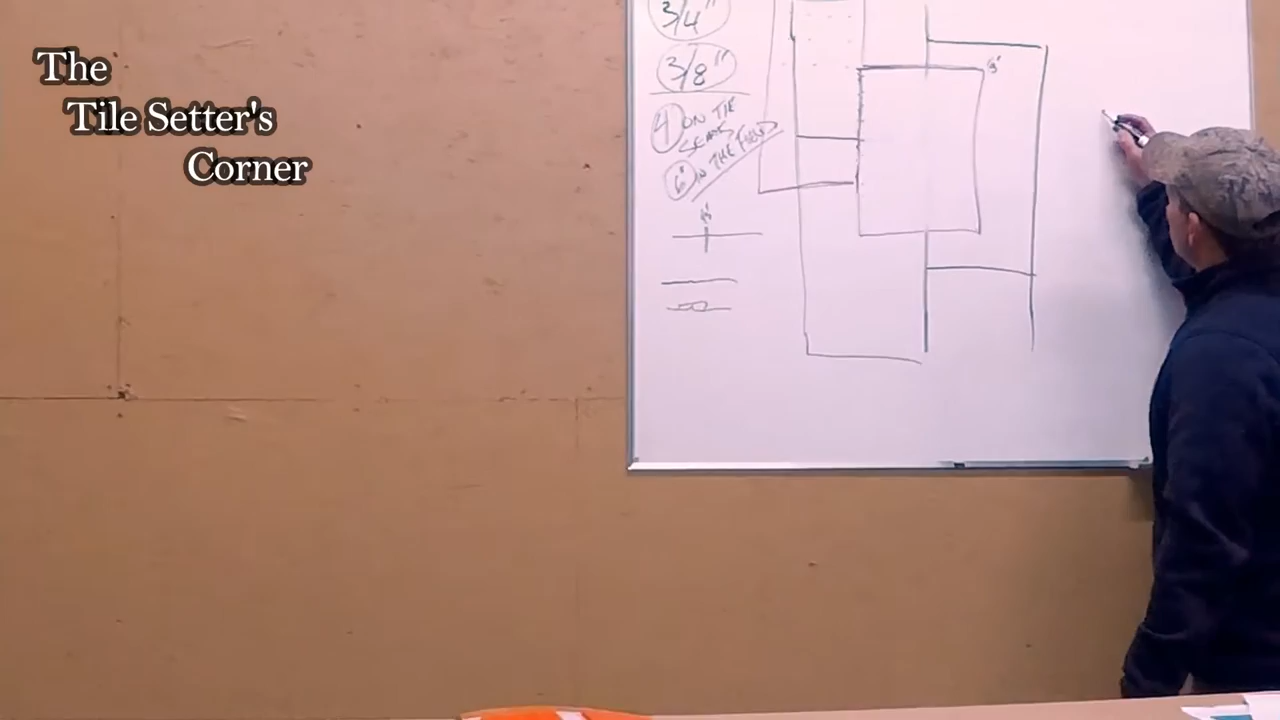 The
Tile Setter's
Corner
3/4"
3/8"
4 ON THE
SEAMS
6" IN THE FIELD